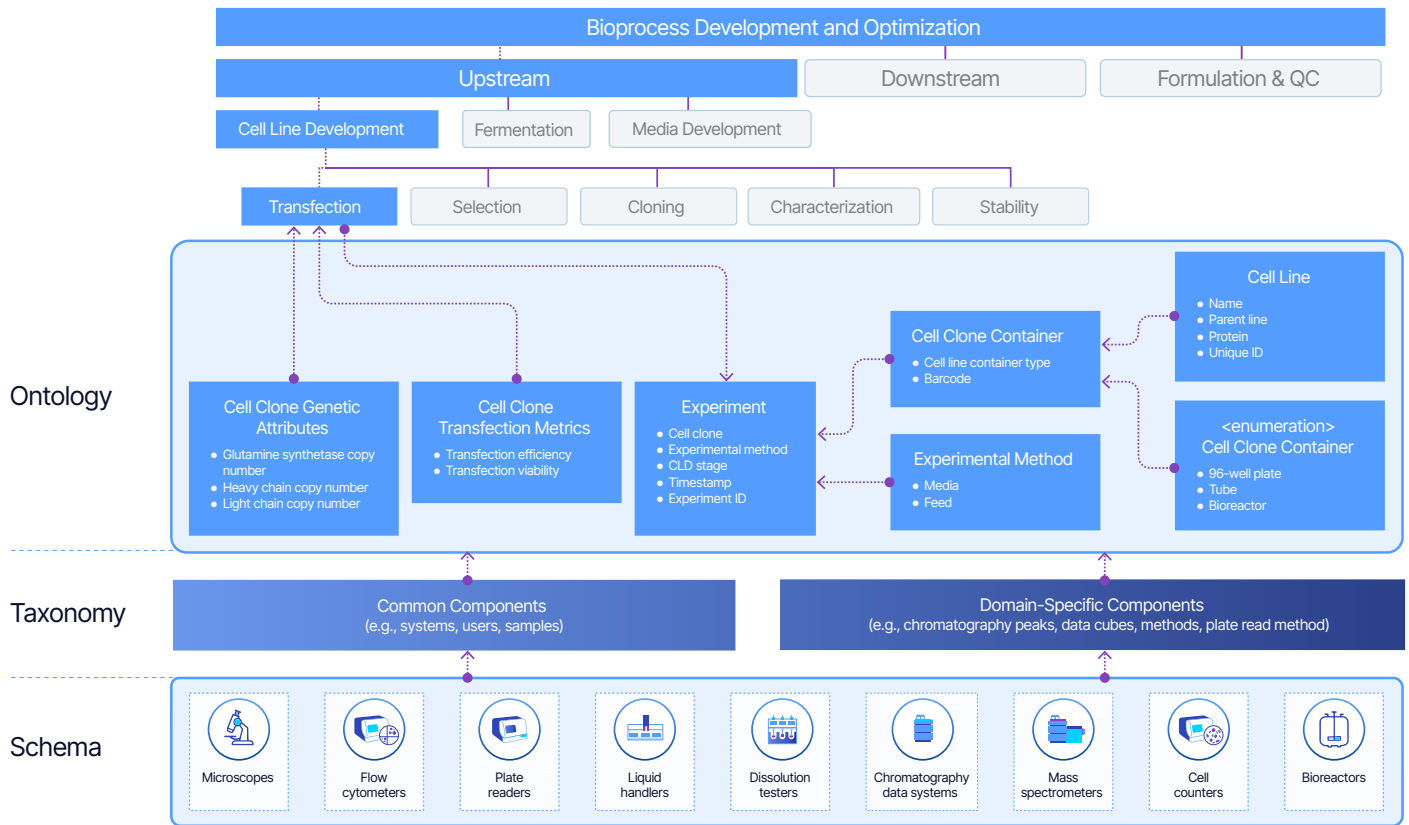 Bioprocess Development and Optimization
Upstream
Downstream
Formulation & QC
Cell Line Development
Fermentation
Media Development
Transfection
Selection
Cloning
Characterization
Stability
Ontology
Cell Clone Genetic
Attributes
● Glutamine synthetase copy
number
● Heavy chain copy number
● Light chain copy number
Cell Clone
Transfection Metrics
● Transfection efficiency
● Transfection viability
Experiment
● Cell clone
● Experimental method
● CLD stage
● Timestamp
● Experiment ID
Cell Clone Container
● Cell line container type
● Barcode
Experimental Method
● Media
● Feed
Cell Line
● Name
● Parent line
● Protein
● Unique ID
<enumeration>
Cell Clone Container
● 96-well plate
● Tube
● Bioreactor
Taxonomy
Common Components
(e.g., systems, users, samples)
Domain-Specific Components
(e.g., chromatography peaks, data cubes, methods, plate read method)
Schema
Microscopes
Flow
cytometers
Plate
readers
Liquid
handlers
Dissolution
testers
Chromatography
data systems
Mass
spectrometers
Cell
counters
Bioreactors